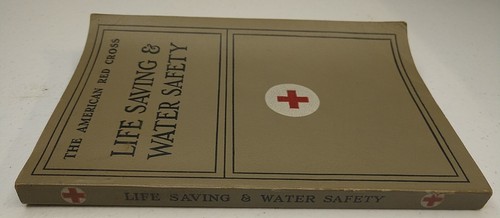 THE AMERICAN RED CROSS
LIFE SAVING &
WATER SAFETY
LIFE SAVING & WATER SAFETY